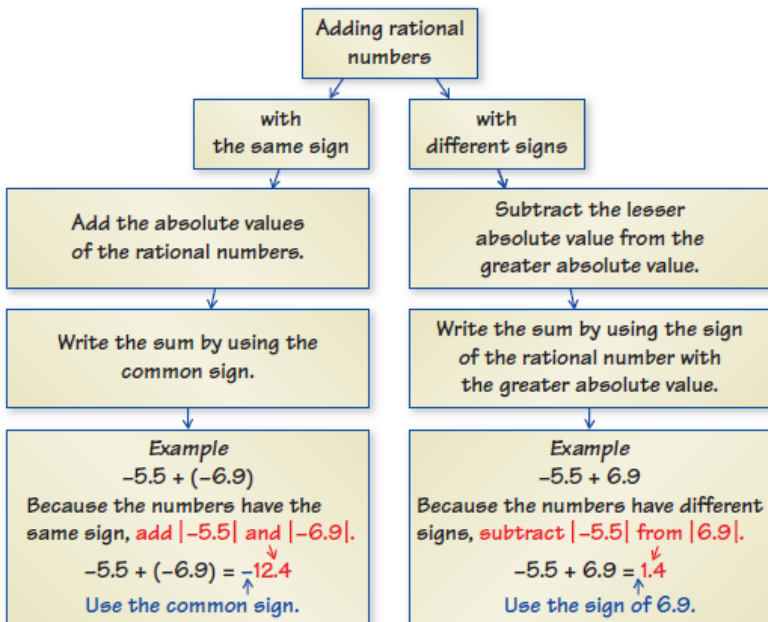 Adding rational
numbers
with
the same sign
with
different signs
Add the absolute values
of the rational numbers.
Subtract the lesser
absolute value from the
greater absolute value.
Write the sum by using the
common sign.
Write the sum by using the sign
of the rational number with
the greater absolute value.
Example
−5.5 + (−6.9)
Because the numbers have the
same sign, add |−5.5| and |−6.9|.
−5.5 + (−6.9) = −12.4
Use the common sign.
Example
−5.5 + 6.9
Because the numbers have different
signs, subtract |−5.5| from |6.9|.
−5.5 + 6.9 = 1.4
Use the sign of 6.9.